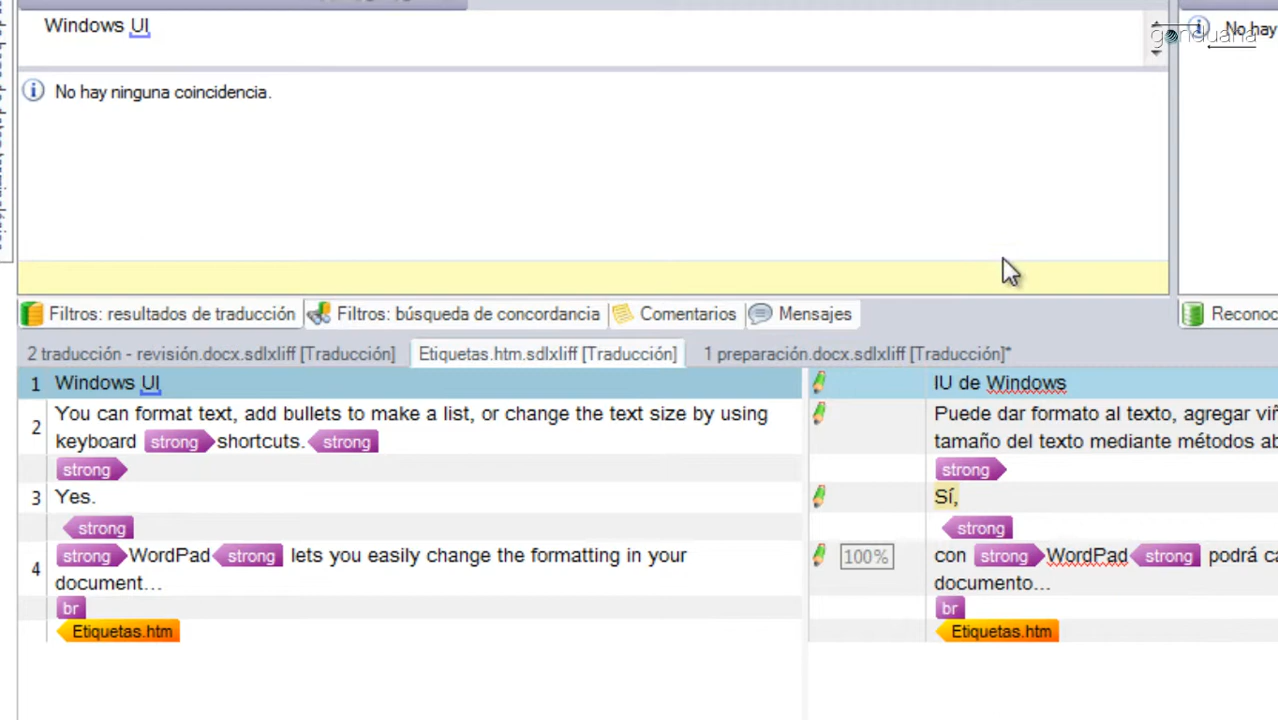 Windows UI
gonduana
No hay
No hay ninguna coincidencia.
Filtros: resultados de traducción
Filtros: búsqueda de concordancia
Comentarios
Mensajes
Reconoc
2 traducción - revisión.docx.sdlxliff [Traducción]
Etiquetas.htm.sdlxliff [Traducción]
1 preparación.docx.sdlxliff [Traducción]*
1 Windows UI
IU de Windows
2 You can format text, add bullets to make a list, or change the text size by using
keyboard strong shortcuts. strong
Puede dar formato al texto, agregar viñ
tamaño del texto mediante métodos ab
strong
strong
3 Yes.
Sí,
strong
strong
4 strong WordPad strong lets you easily change the formatting in your
document…
100%
con strong WordPad strong podrá ca
documento…
br
br
Etiquetas.htm
Etiquetas.htm